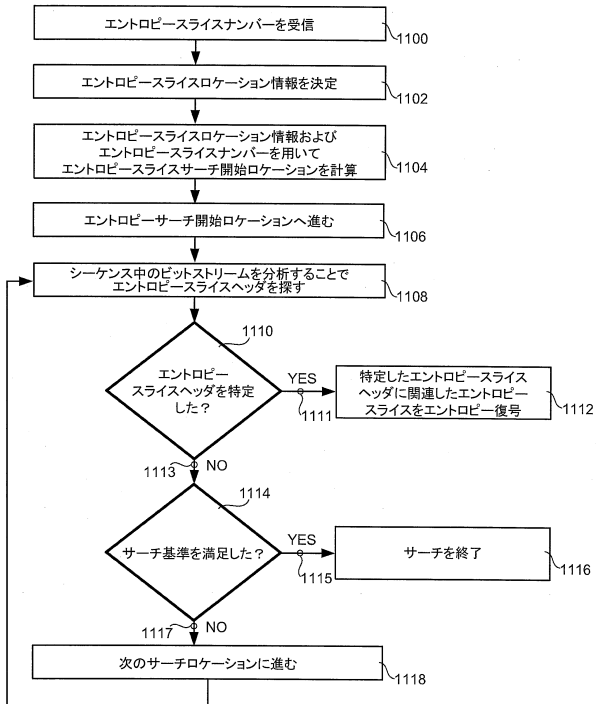 エントロピースライスナンバーを受信
1100
エントロピースライスロケーション情報を決定
1102
エントロピースライスロケーション情報および
エントロピースライスナンバーを用いて
エントロピースライスサーチ開始ロケーションを計算
1104
エントロピーサーチ開始ロケーションへ進む
1106
シーケンス中のビットストリームを分析することで
エントロピースライスヘッダを探す
1108
1110
エントロピー
スライスヘッダを特定
した？
YES
1111
特定したエントロピースライス
ヘッダに関連したエントロピー
スライスをエントロピー復号
1112
1113
NO
1114
サーチ基準を満足した？
YES
1115
サーチを終了
1116
1117
NO
次のサーチロケーションに進む
1118